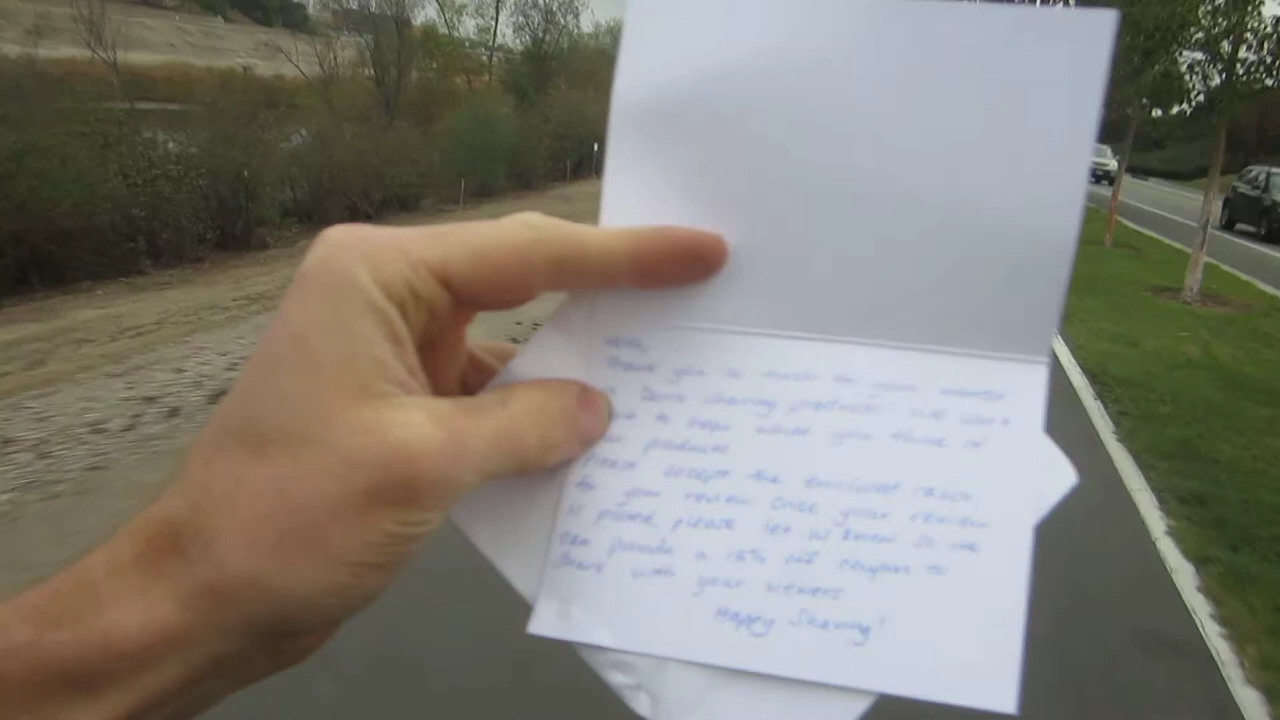 Hello,
Thank you so much for your interest
Shaving products. We
to hear what you think of
products.
Please accept the enclosed razor
for your review. Once your review
is posted, please let us know so we
can provide a 15% off coupon to
share with your viewers.
Happy Shaving!